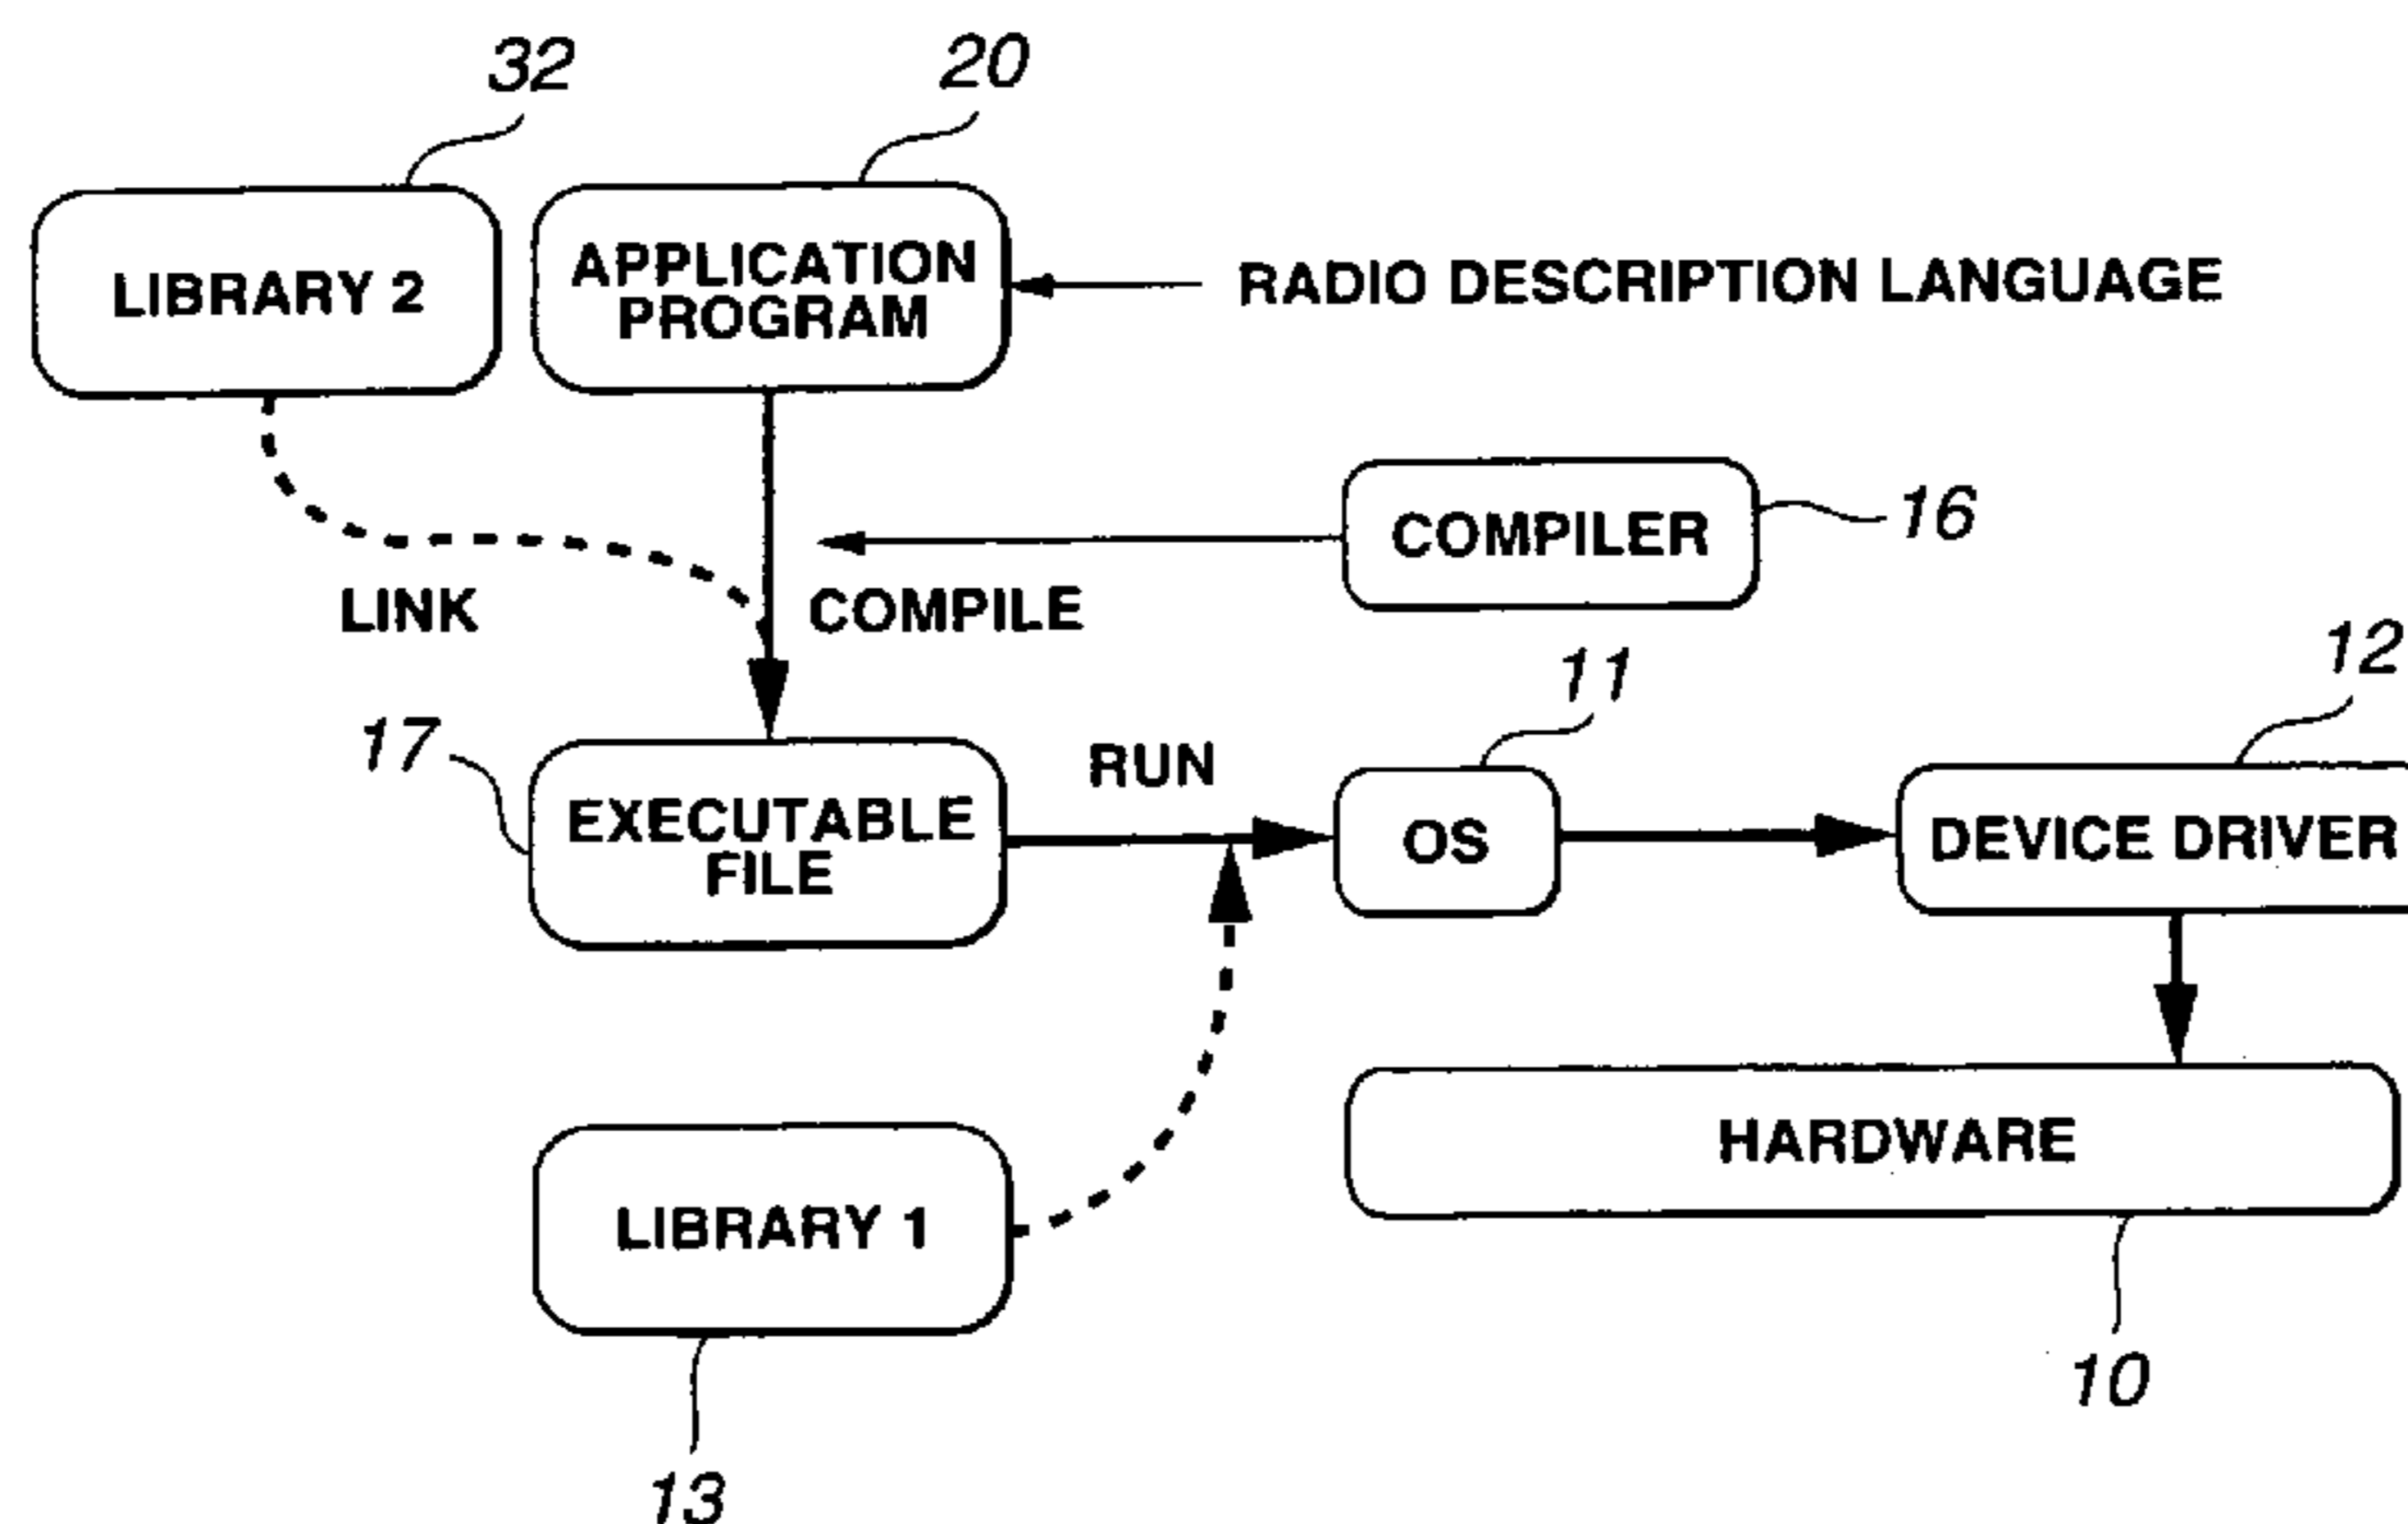 32
20
LIBRARY 2
APPLICATION
PROGRAM
RADIO DESCRIPTION LANGUAGE
COMPILER
16
LINK
COMPILE
11
12
17
RUN
EXECUTABLE
FILE
OS
DEVICE DRIVER
HARDWARE
LIBRARY 1
10
13